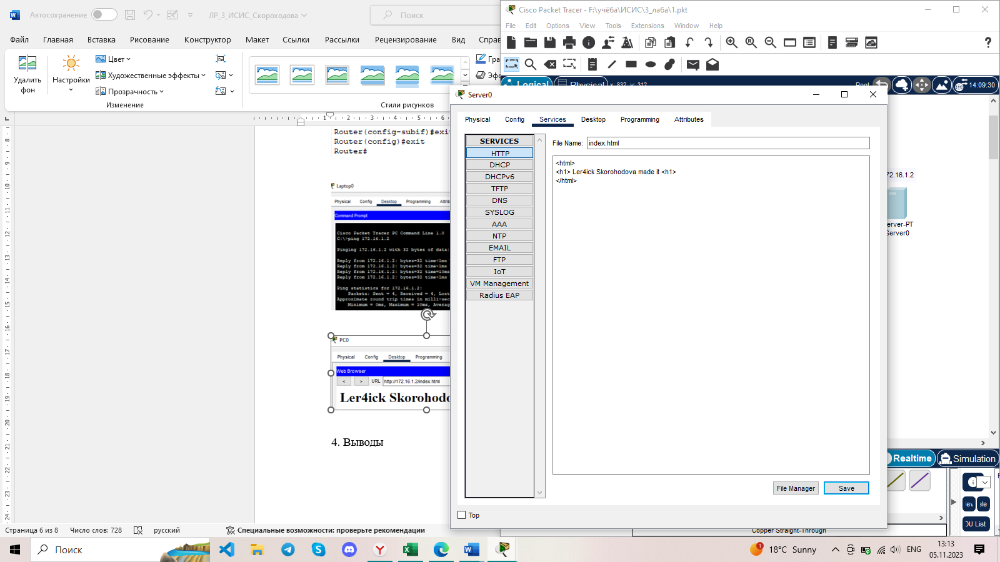 Автосохранение
ЛР_3_ИСИС_Скороходова
Поиск
Файл Главная Вставка Рисование Конструктор Макет Ссылки Рассылки Рецензирование Вид
Удалить фон
Настройки
Цвет
Художественные эффекты
Прозрачность
Изменение
Стили рисунков
Router(config-subif)#exit
Router(config)#exit
Router#
Laptop0
Physical Config Desktop Programming
Command Prompt
Cisco Packet Tracer PC Command Line 1.0
C:\>ping 172.16.1.2
Pinging 172.16.1.2 with 32 bytes of data:
Reply from 172.16.1.2: bytes=32 time<1ms
Reply from 172.16.1.2: bytes=32 time<1ms
Reply from 172.16.1.2: bytes=32 time=10ms
Reply from 172.16.1.2: bytes=32 time<1ms
Ping statistics for 172.16.1.2:
Packets: Sent = 4, Received = 4,
Approximate round trip times in
Minimum = 0ms, Maximum = 10ms,
PC0
Physical Config Desktop Programming
Web Browser
< > URL http://172.16.1.2/index.html
Ler4ick
4. Выводы
Страница 6 из 8 Число слов: 728 русский Специальные возможности: проверьте рекомендации
Cisco Packet Tracer - F:\учёба\ИСИС\3_лаба\1.pkt
File Edit Options View Tools Extensions Window Help
Logical Physical x: 832, y: 312 Root 14:09:30
Server0
Physical Config Services Desktop Programming Attributes
SERVICES
HTTP
DHCP
DHCPv6
TFTP
DNS
SYSLOG
AAA
NTP
EMAIL
FTP
IoT
VM Management
Radius EAP
File Name: index.html
<html>
<h1> Ler4ick Skorohodova made it <h1>
</html>
File Manager Save
Top
72.16.1.2
erver-PT
Server0
Realtime Simulation
Copper Straight-Through
Поиск
18°C Sunny
ENG
13:13
05.11.2023